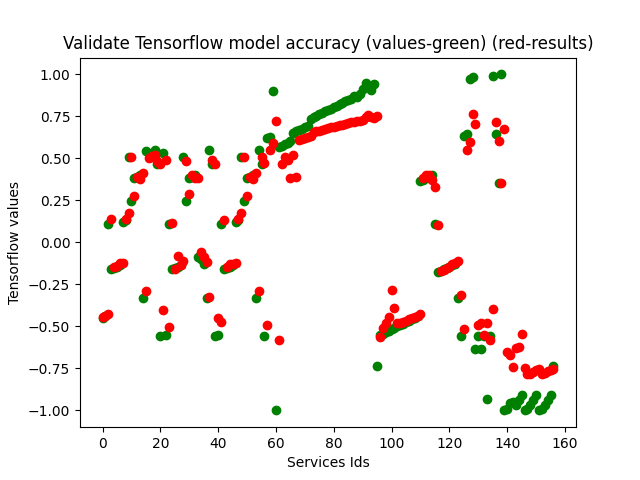 Validate Tensorflow model accuracy (values-green) (red-results)
1.00
0.75
0.50
0.25
0.00
−0.25
−0.50
−0.75
−1.00
Tensorflow values
0 20 40 60 80 100 120 140 160
Services Ids